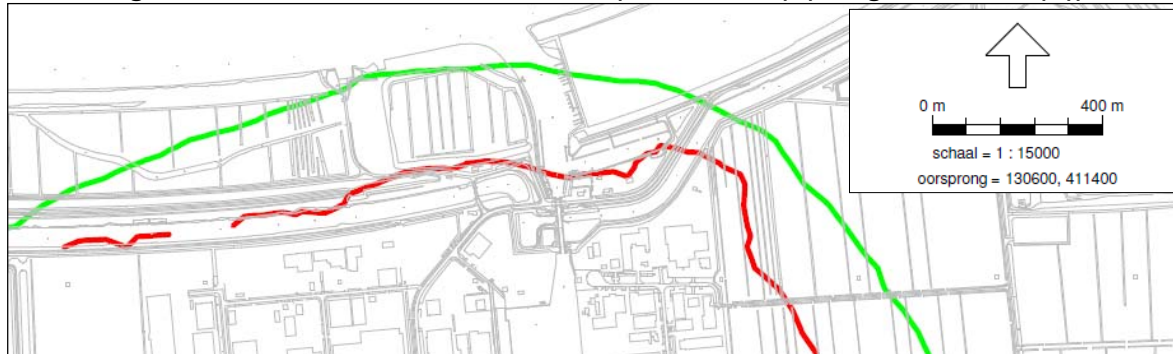 0 m 400 m
schaal = 1 : 15000
oorsprong = 130600, 411400